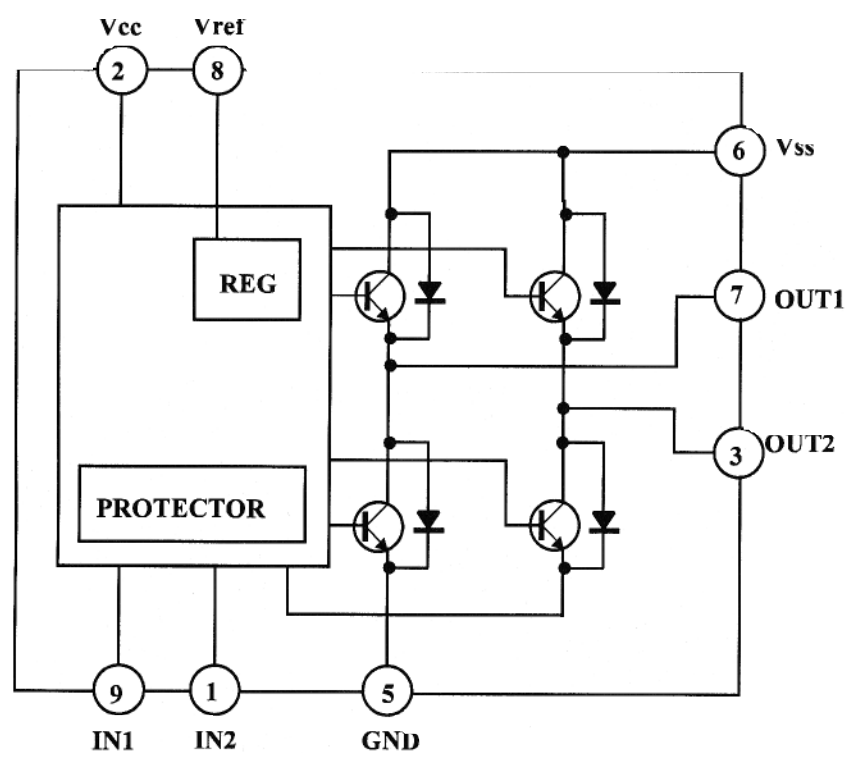 Vcc Vref
2 8
6 Vss
REG
7 OUT1
3 OUT2
PROTECTOR
9 1 5
IN1 IN2 GND